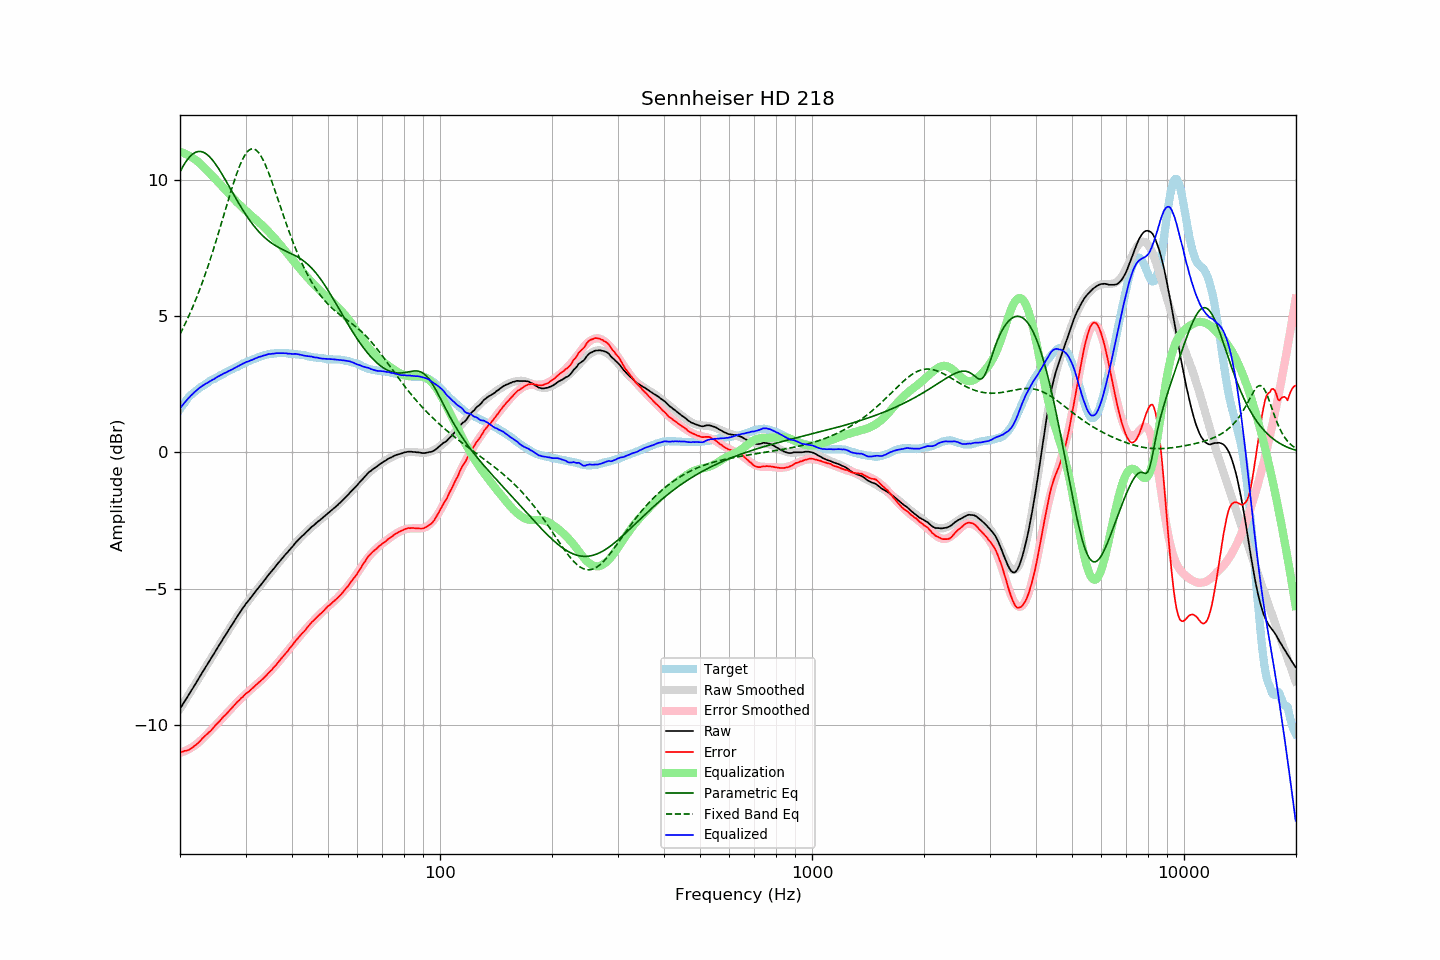 Sennheiser HD 218
Amplitude (dBr)
10
5
0
−5
−10
Target
Raw Smoothed
Error Smoothed
Raw
Error
Equalization
Parametric Eq
Fixed Band Eq
Equalized
100
1000
10000
Frequency (Hz)